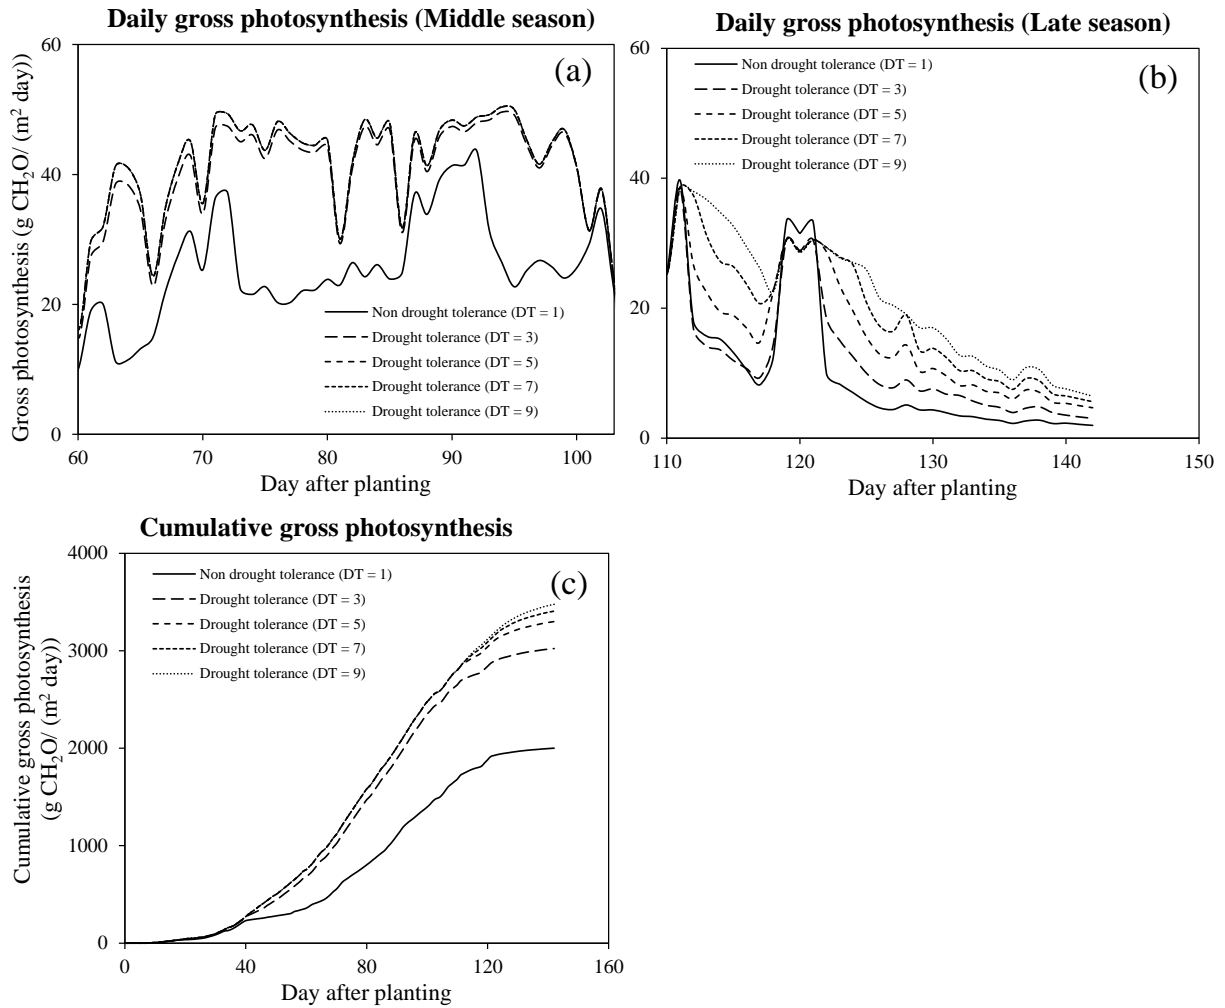 Daily gross photosynthesis (Middle season)
Gross photosynthesis (g CH₂O/ (m² day))
60
40
20
0
(a)
Non drought tolerance (DT = 1)
Drought tolerance (DT = 3)
Drought tolerance (DT = 5)
Drought tolerance (DT = 7)
Drought tolerance (DT = 9)
60 70 80 90 100
Day after planting
Daily gross photosynthesis (Late season)
60
40
20
0
Non drought tolerance (DT = 1)
Drought tolerance (DT = 3)
Drought tolerance (DT = 5)
Drought tolerance (DT = 7)
Drought tolerance (DT = 9)
(b)
110 120 130 140 150
Day after planting
Cumulative gross photosynthesis
Cumulative gross photosynthesis
(g CH₂O/ (m² day))
4000
3000
2000
1000
0
Non drought tolerance (DT = 1)
Drought tolerance (DT = 3)
Drought tolerance (DT = 5)
Drought tolerance (DT = 7)
Drought tolerance (DT = 9)
(c)
0 40 80 120 160
Day after planting